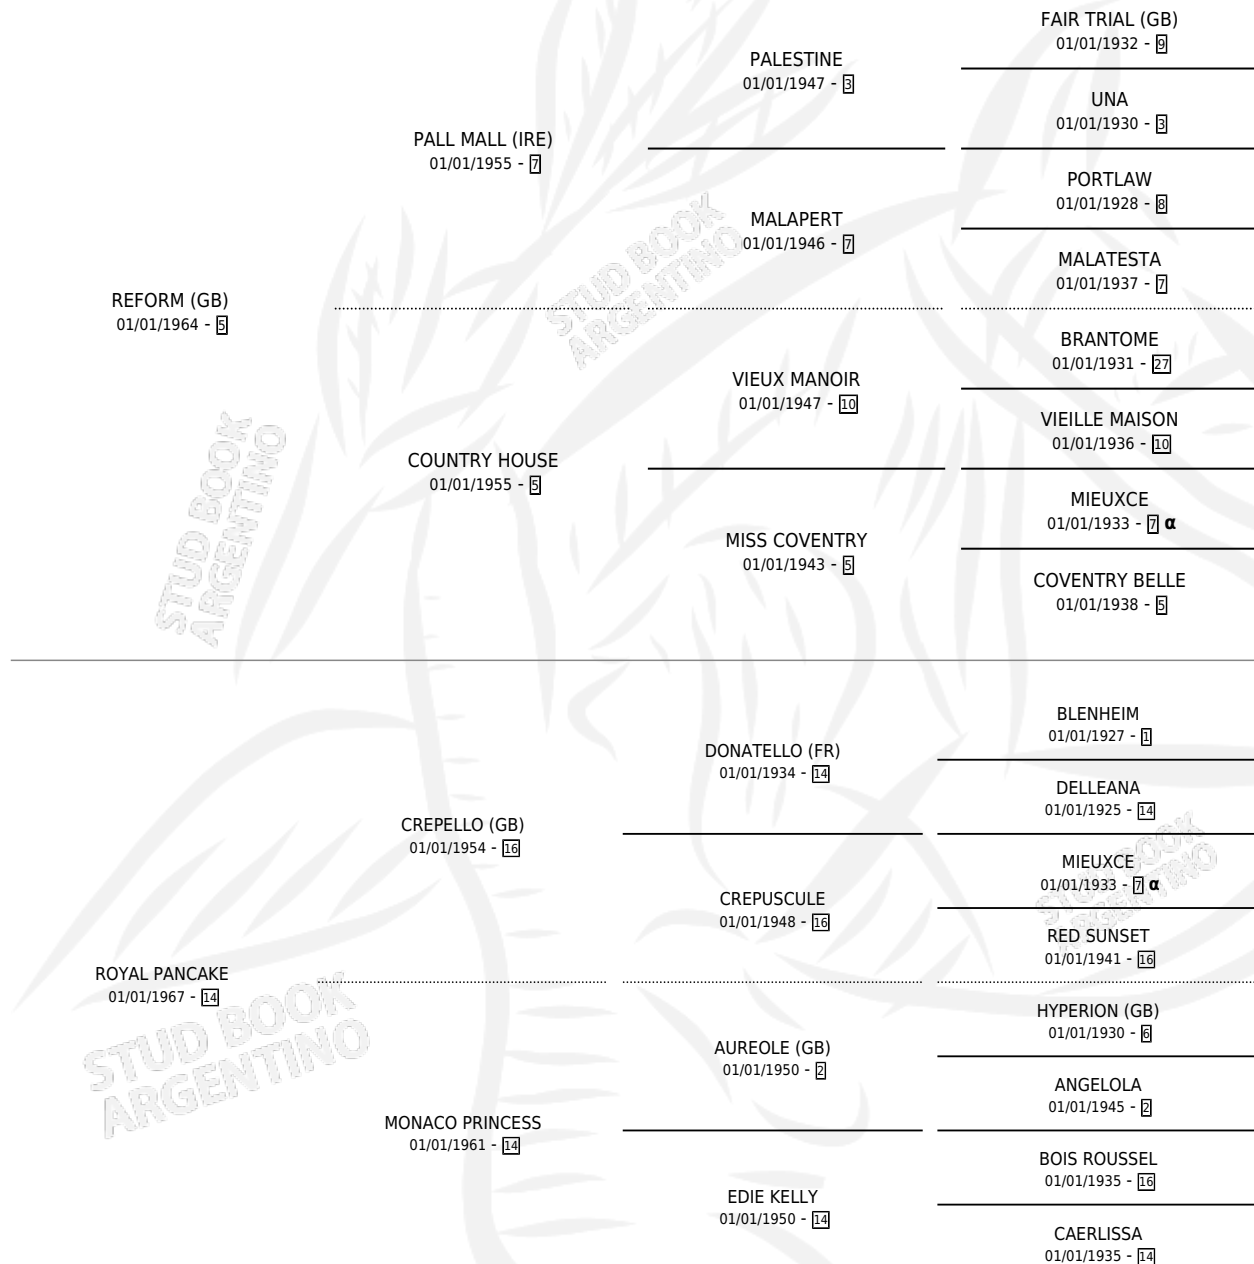 FAIR TRIAL (GB)
01/01/1932 - 9
PALESTINE
01/01/1947 - 3
UNA
01/01/1930 - 3
PALL MALL (IRE)
01/01/1955 - 7
PORTLAW
01/01/1928 - 8
MALAPERT
01/01/1946 - 7
MALATESTA
01/01/1937 - 7
REFORM (GB)
01/01/1964 - 5
BRANTOME
01/01/1931 - 27
VIEUX MANOIR
01/01/1947 - 10
VIEILLE MAISON
01/01/1936 - 10
COUNTRY HOUSE
01/01/1955 - 5
MIEUXCE
01/01/1933 - 7 α
MISS COVENTRY
01/01/1943 - 5
COVENTRY BELLE
01/01/1938 - 5
BLENHEIM
01/01/1927 - 1
DONATELLO (FR)
01/01/1934 - 14
DELLEANA
01/01/1925 - 14
CREPELLO (GB)
01/01/1954 - 16
MIEUXCE
01/01/1933 - 7 α
CREPUSCULE
01/01/1948 - 16
RED SUNSET
01/01/1941 - 16
ROYAL PANCAKE
01/01/1967 - 14
HYPERION (GB)
01/01/1930 - 6
AUREOLE (GB)
01/01/1950 - 2
ANGELOLA
01/01/1945 - 2
MONACO PRINCESS
01/01/1961 - 14
BOIS ROUSSEL
01/01/1935 - 16
EDIE KELLY
01/01/1950 - 14
CAERLISSA
01/01/1935 - 14
STUD BOOK
ARGENTINO
STUD BOOK
ARGENTINO
STUD BOOK
ARGENTINO
STUD BOOK
ARGENTINO